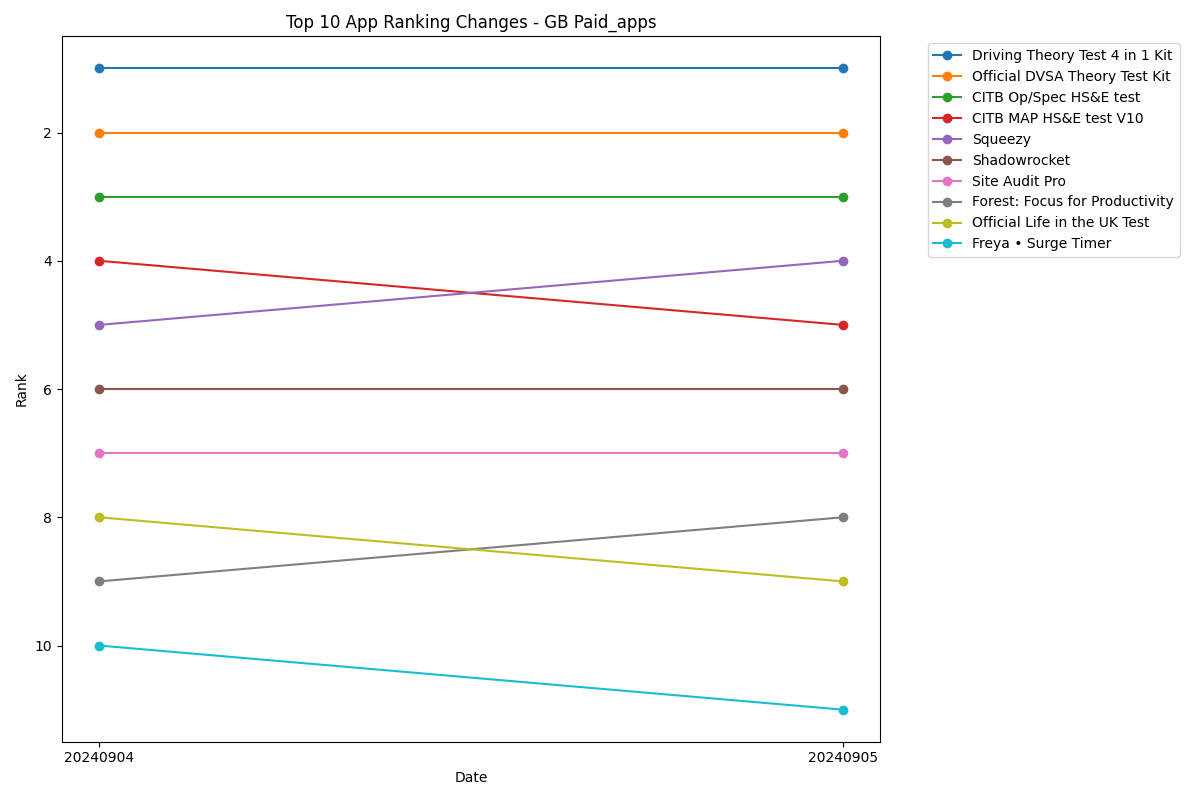 Top 10 App Ranking Changes - GB Paid_apps
Rank
2
4
6
8
10
20240904
20240905
Date
Driving Theory Test 4 in 1 Kit
Official DVSA Theory Test Kit
CITB Op/Spec HS&E test
CITB MAP HS&E test V10
Squeezy
Shadowrocket
Site Audit Pro
Forest: Focus for Productivity
Official Life in the UK Test
Freya • Surge Timer